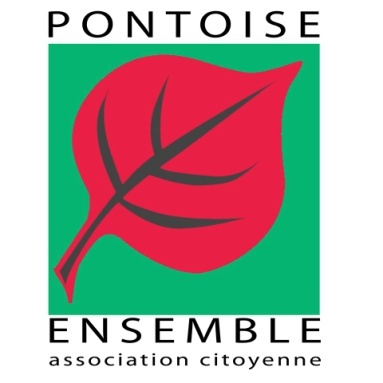 PONTOISE
ENSEMBLE
association citoyenne